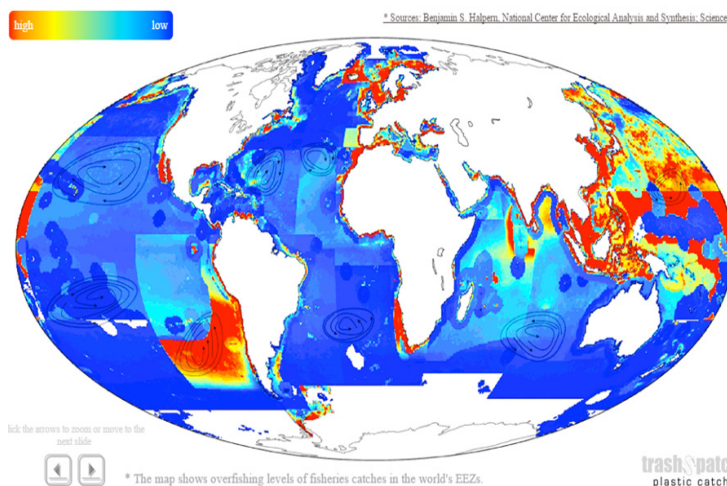 high low
* Sources: Benjamin S. Halpern, National Center for Ecological Analysis and Synthesis; Science
lick the arrows to zoom or move to the
next slide
* The map shows overfishing levels of fisheries catches in the world's EEZs.
trash&patc
plastic catc